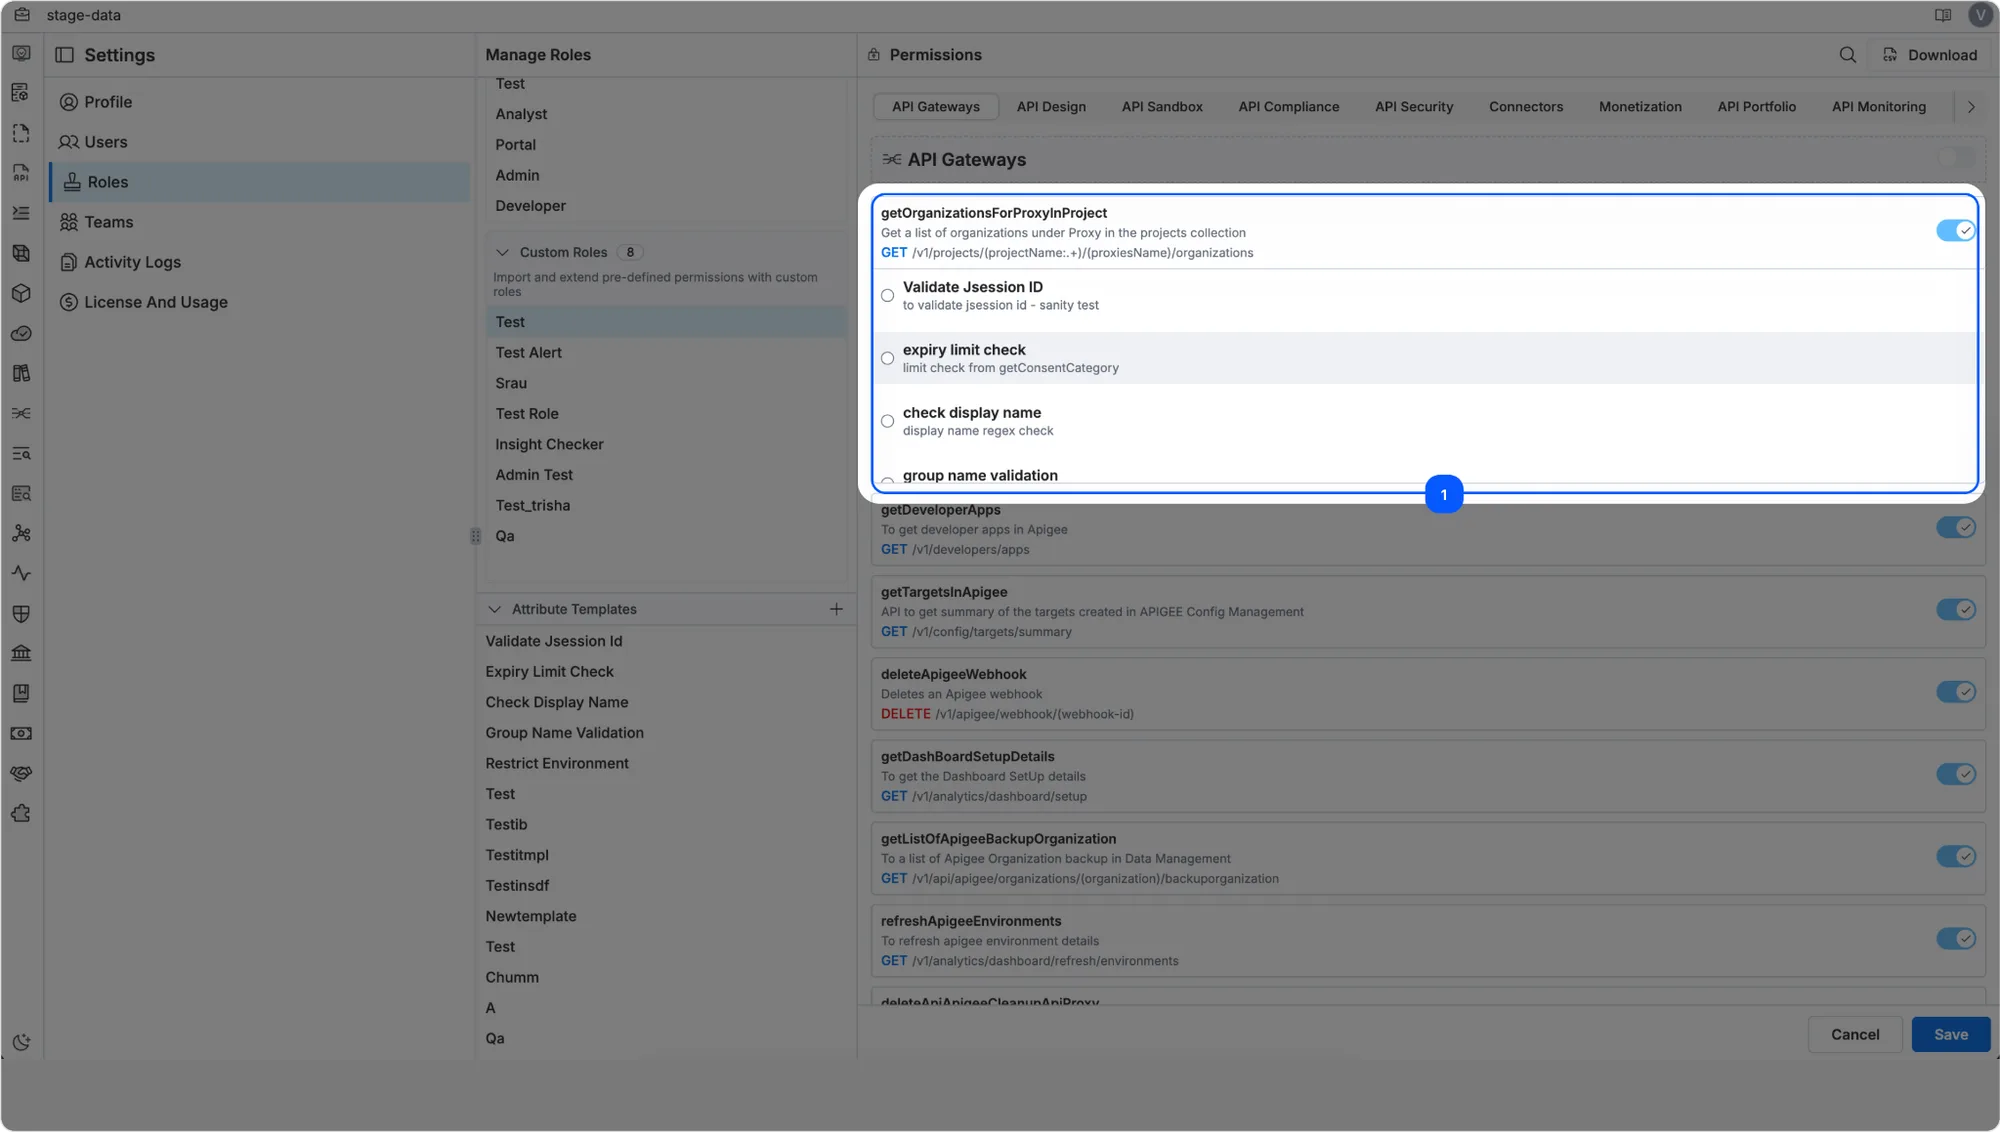 stage-data
V
Settings
Profile
Users
Roles
Teams
Activity Logs
License And Usage
Manage Roles
Test
Analyst
Portal
Admin
Developer
Custom Roles 8
Import and extend pre-defined permissions with custom
roles
Test
Test Alert
Srau
Test Role
Insight Checker
Admin Test
Test_trisha
Qa
Attribute Templates
Validate Jsession Id
Expiry Limit Check
Check Display Name
Group Name Validation
Restrict Environment
Test
Testib
Testitmpl
Testinsdf
Newtemplate
Test
Chumm
A
Qa
Permissions
CSV Download
API Gateways API Design API Sandbox API Compliance API Security Connectors Monetization API Portfolio API Monitoring
API Gateways
getOrganizationsForProxyInProject
Get a list of organizations under Proxy in the projects collection
GET /v1/projects/(projectName:.+)/(proxiesName)/organizations
Validate Jsession ID
to validate jsession id - sanity test
expiry limit check
limit check from getConsentCategory
check display name
display name regex check
group name validation
1
getDeveloperApps
To get developer apps in Apigee
GET /v1/developers/apps
getTargetsInApigee
API to get summary of the targets created in APIGEE Config Management
GET /v1/config/targets/summary
deleteApigeeWebhook
Deletes an Apigee webhook
DELETE /v1/apigee/webhook/(webhook-id)
getDashBoardSetupDetails
To get the Dashboard SetUp details
GET /v1/analytics/dashboard/setup
getListOfApigeeBackupOrganization
To a list of Apigee Organization backup in Data Management
GET /v1/api/apigee/organizations/(organization)/backuporganization
refreshApigeeEnvironments
To refresh apigee environment details
GET /v1/analytics/dashboard/refresh/environments
deleteApiApigeeCleanupApiProxy
Cancel
Save
API